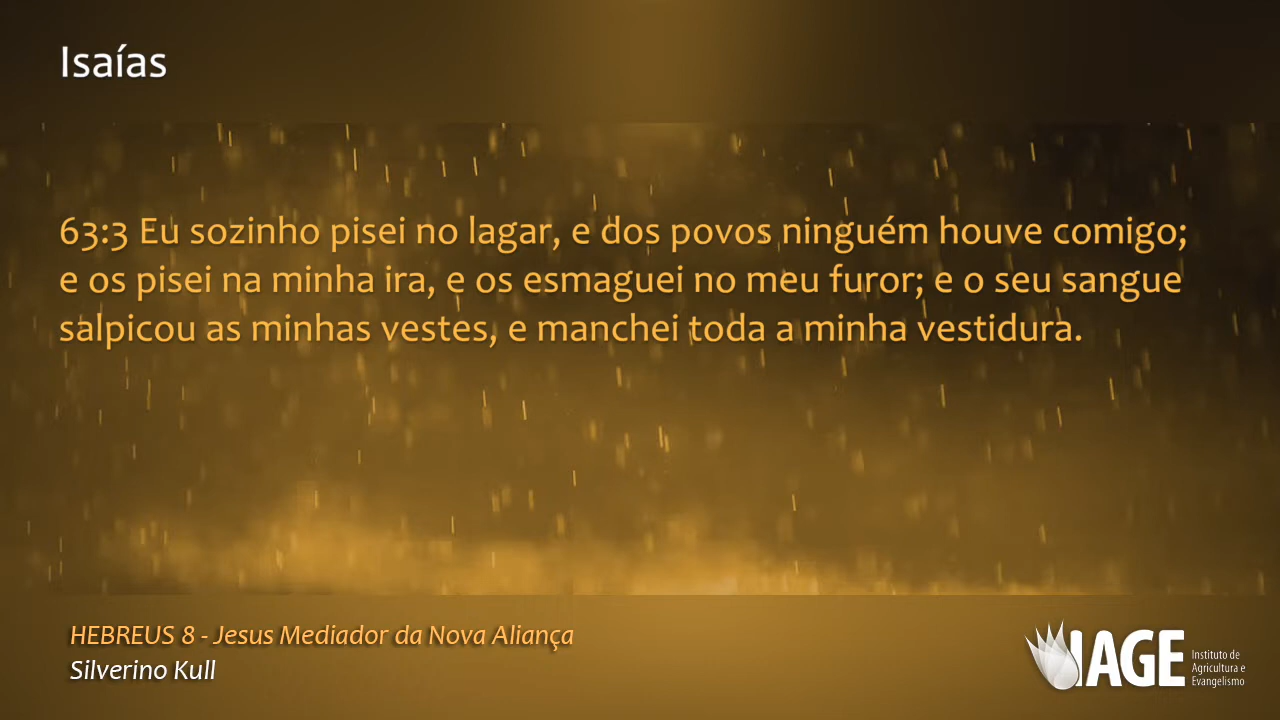 Isaías
63:3 Eu sozinho pisei no lagar, e dos povos ninguém houve comigo;
e os pisei na minha ira, e os esmaguei no meu furor; e o seu sangue
salpicou as minhas vestes, e manchei toda a minha vestidura.
HEBREUS 8 - Jesus Mediador da Nova Aliança
Silverino Kull
IAGE
Instituto de
Agricultura e
Evangelismo